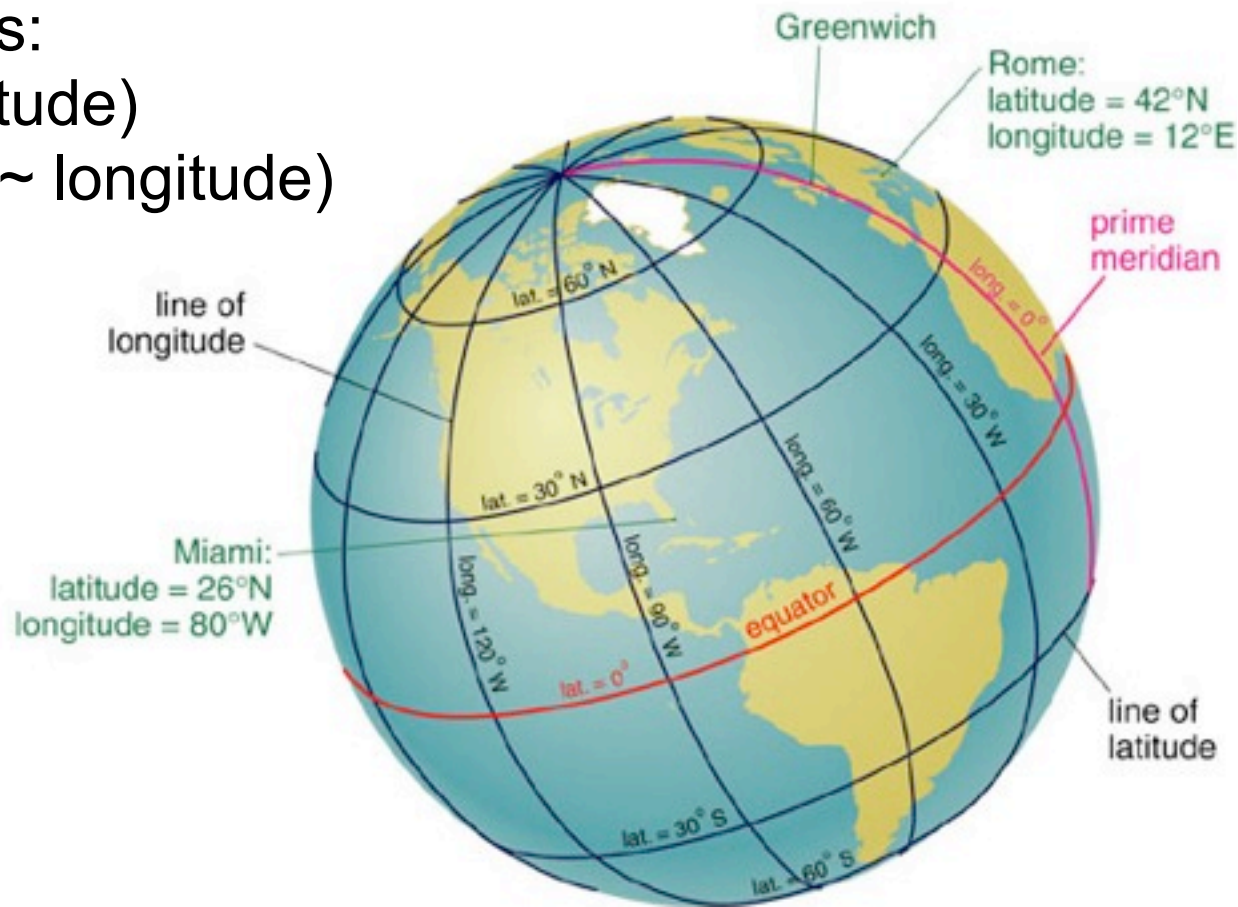 s:
tude)
~ longitude)
Greenwich
Rome:
latitude = 42°N
longitude = 12°E
prime
meridian
line of
longitude
lat. = 60° N
long. = 0°
long. = 30° W
lat. = 30° N
long. = 60° W
Miami:
latitude = 26°N
longitude = 80°W
long. = 120° W
long. = 90° W
equator
lat. = 0°
line of
latitude
lat. = 30° S
lat. = 60° S